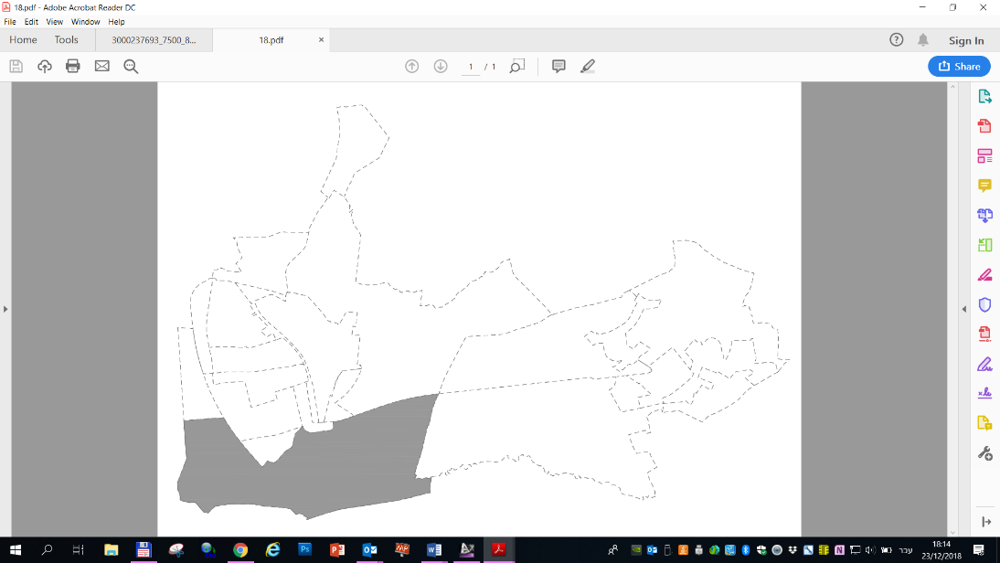 18.pdf - Adobe Acrobat Reader DC
File Edit View Window Help
Home Tools 3000237693_7500_8... 18.pdf × Sign In
1 / 1 Share
18:14
עבר
23/12/2018